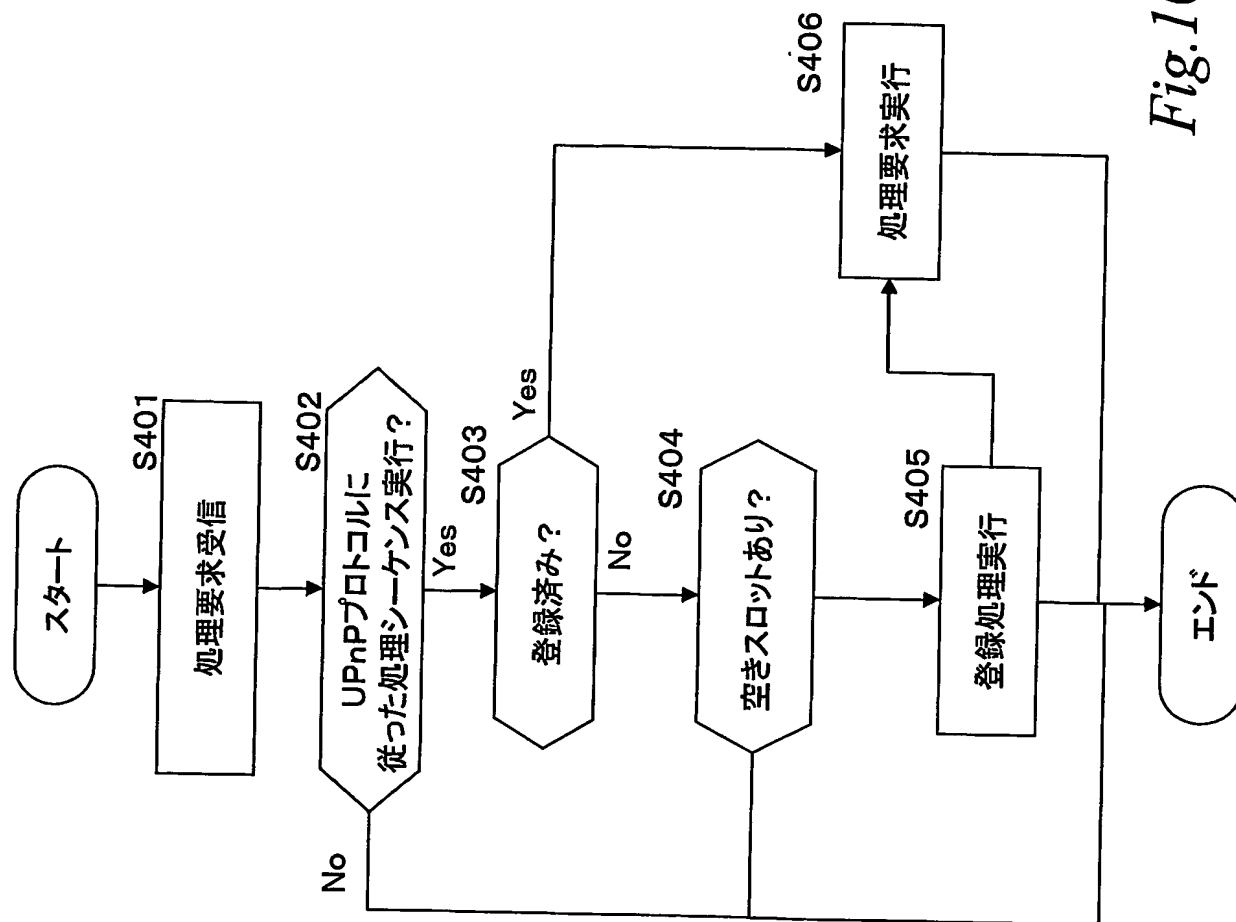 スタート
S401
処理要求受信
S402
UPnPプロトコルに
従った処理シーケンス実行？
No
Yes
S403
登録済み？
Yes
No
S404
空きスロットあり？
S405
登録処理実行
S406
処理要求実行
エンド